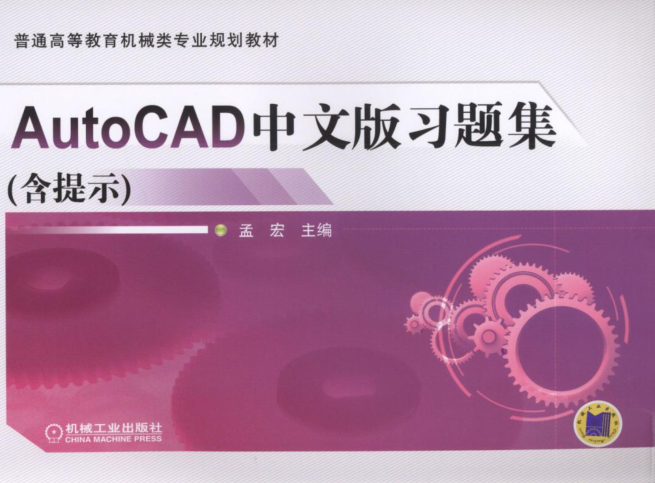 普通高等教育机械类专业规划教材
AutoCAD中文版习题集
(含提示)
孟 宏 主编
机械工业出版社
CHINA MACHINE PRESS